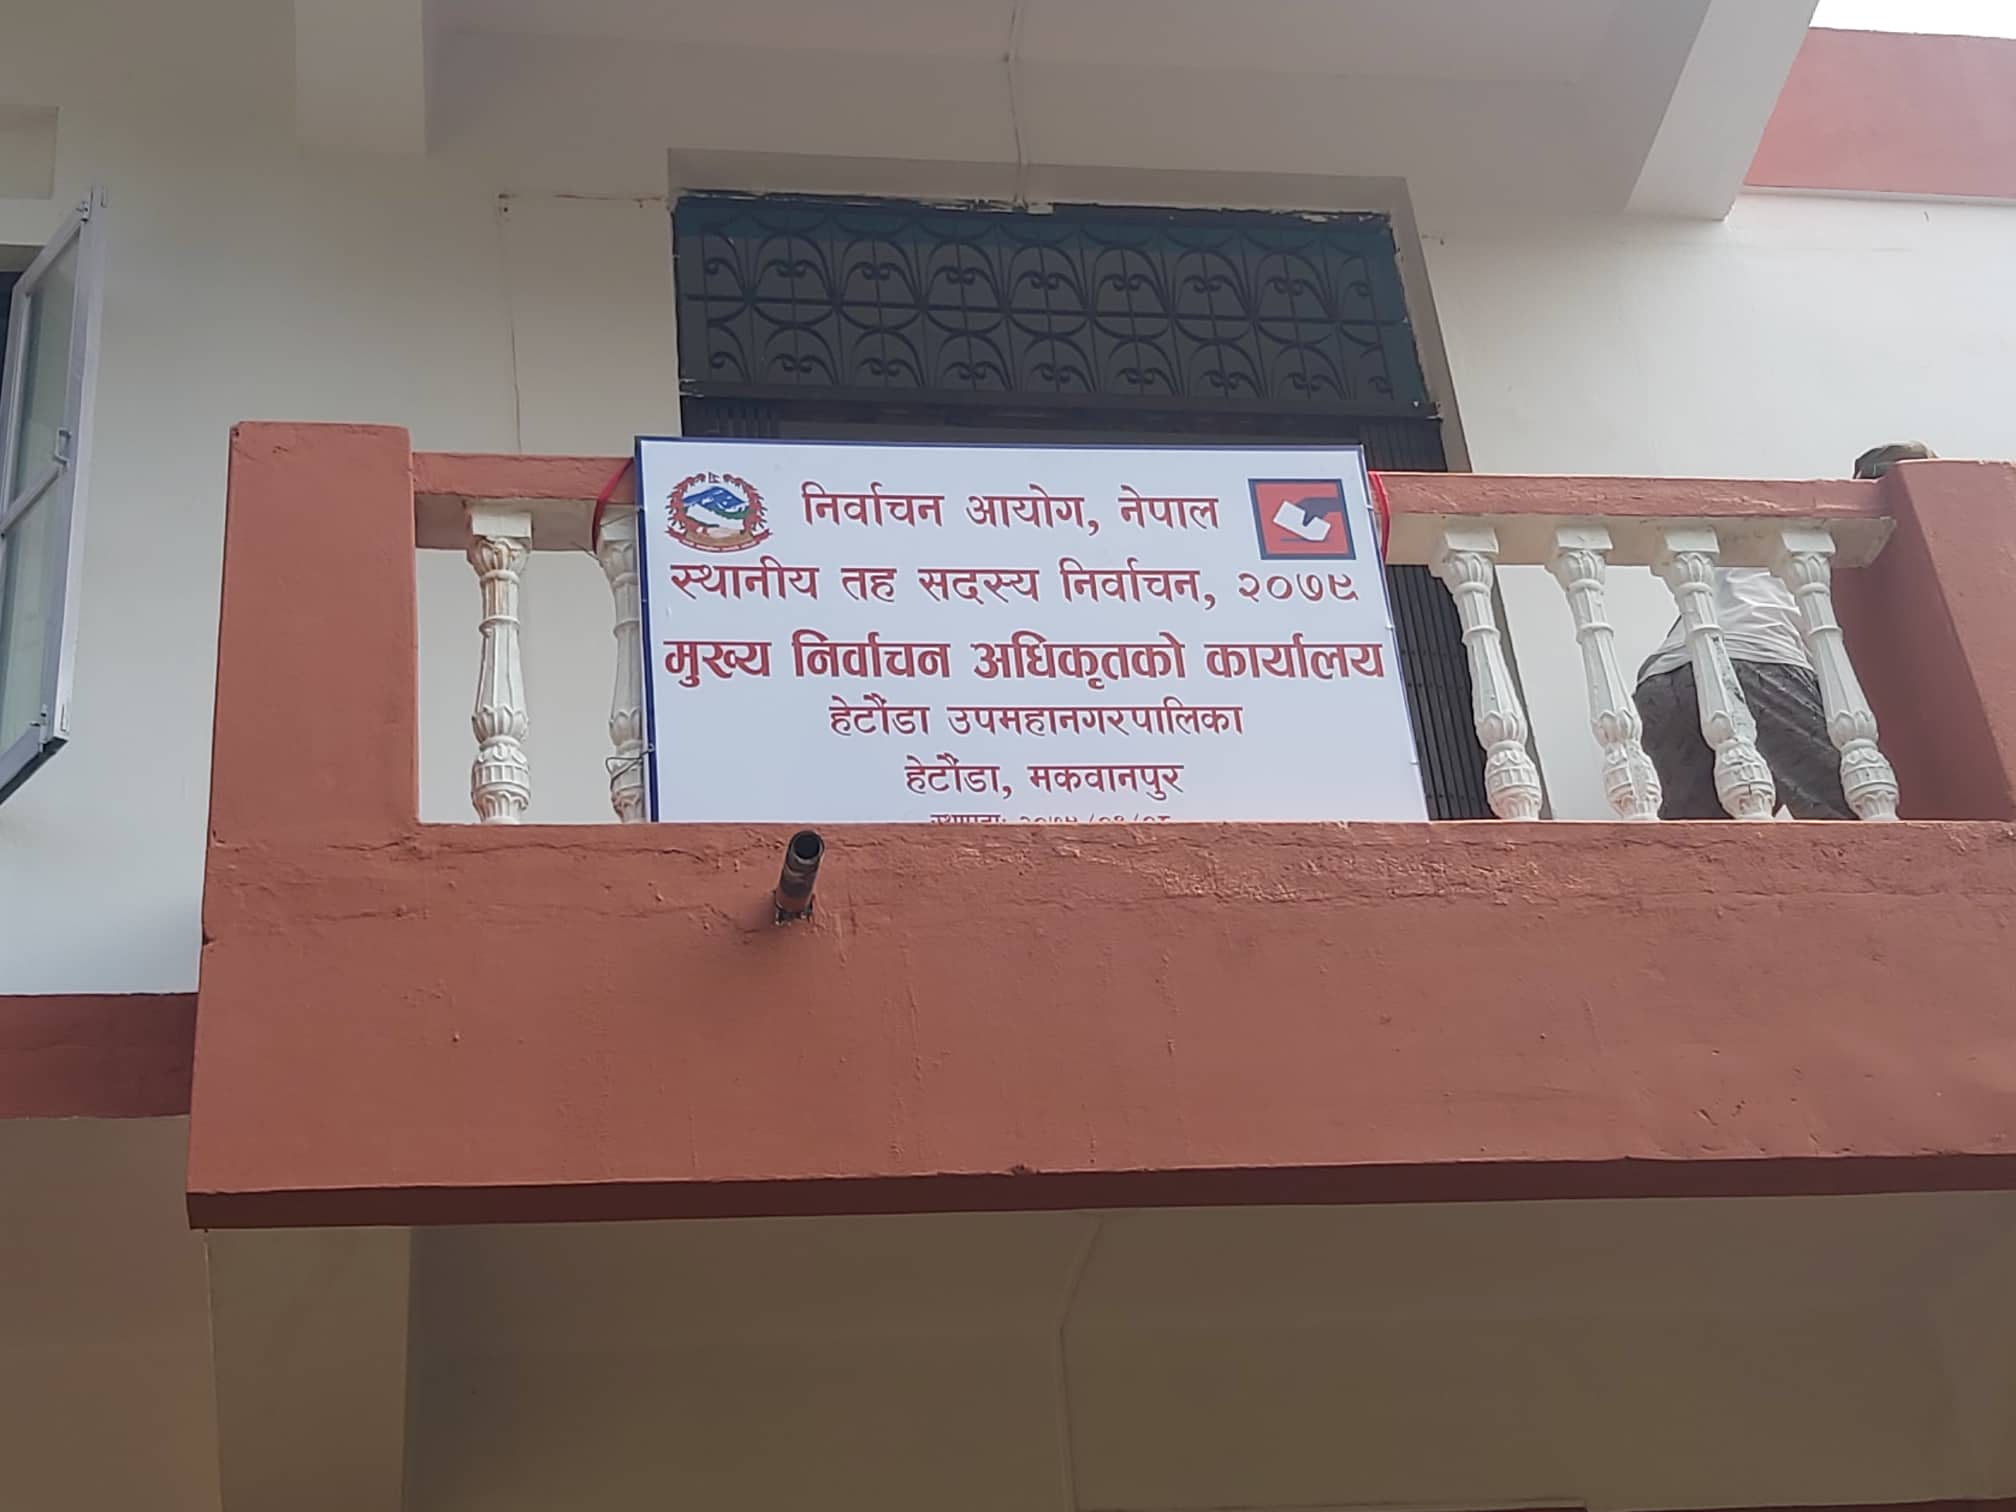 निर्वाचन आयोग, नेपाल
स्थानीय तह सदस्य निर्वाचन, २०७९
मुख्य निर्वाचन अधिकृतको कार्यालय
हेटौंडा उपमहानगरपालिका
हेटौंडा, मकवानपुर